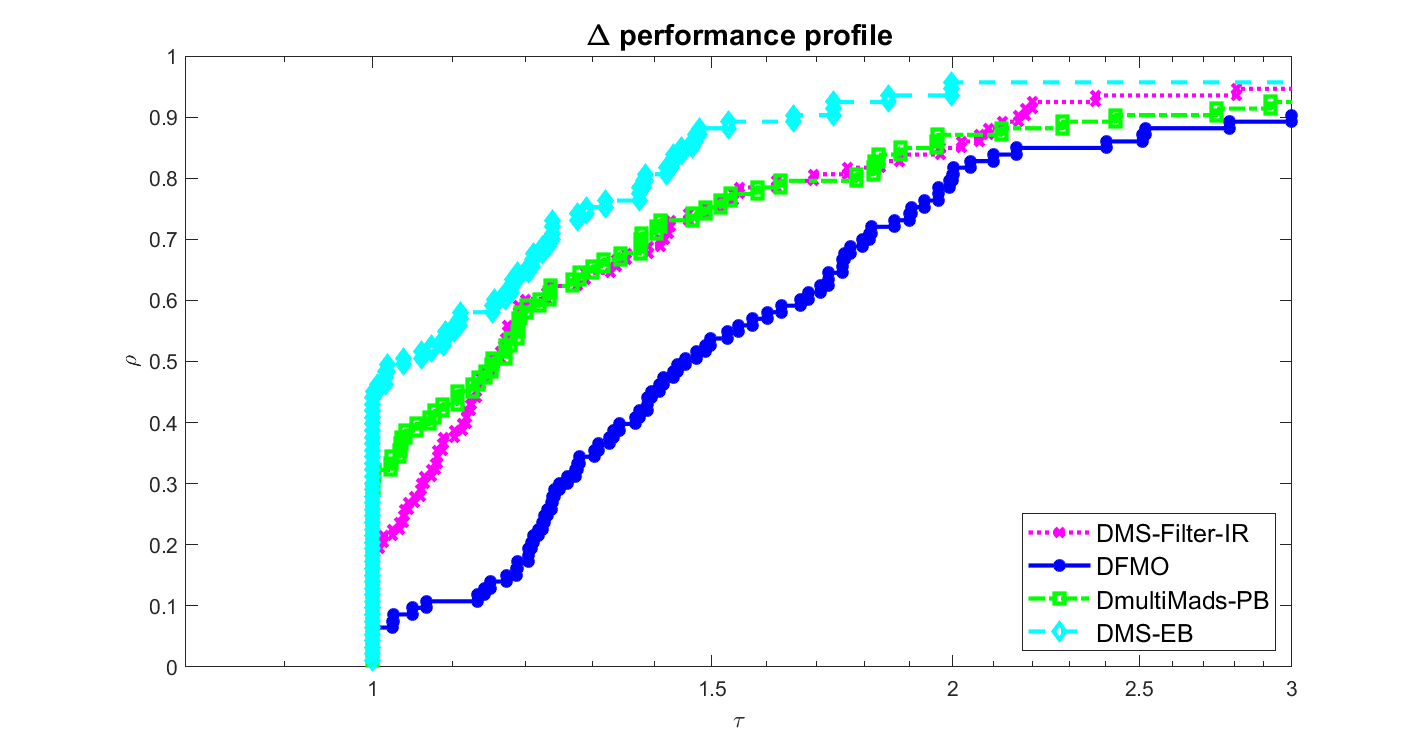 Δ performance profile
1
0.9
0.8
0.7
0.6
0.5
0.4
0.3
0.2
0.1
0
ρ
1
1.5
2
2.5
3
τ
DMS-Filter-IR
DFMO
DmultiMads-PB
DMS-EB